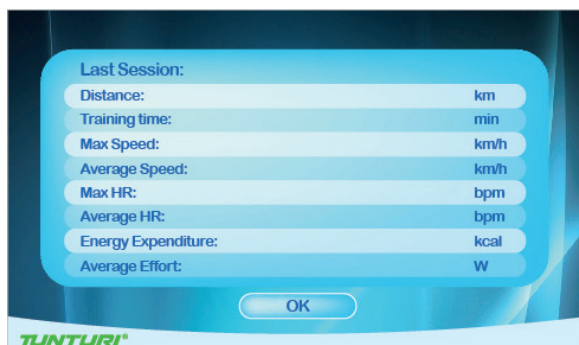 Last Session:
Distance: km
Training time: min
Max Speed: km/h
Average Speed: km/h
Max HR: bpm
Average HR: bpm
Energy Expenditure: kcal
Average Effort: W
OK
TUNTURI®